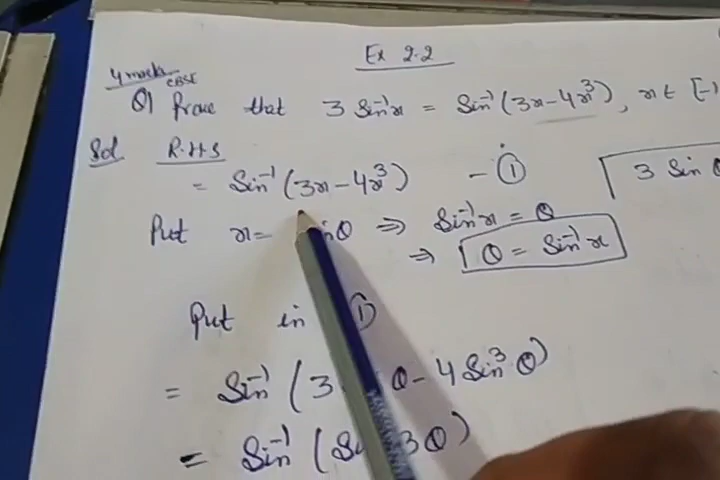 Ex 2.2
4 marks CBSE
Q1 Prove that 3 Sin⁻¹x = Sin⁻¹(3x-4x³), x ∈ [-
Sol R.H.S
= Sin⁻¹(3x-4x³) - ①
3 Sin θ
Put x = θ ⇒ Sin⁻¹x = θ
⇒ θ = Sin⁻¹x
Put in ①
= Sin⁻¹(3 θ-4 Sin³θ)
= Sin⁻¹( 3θ)